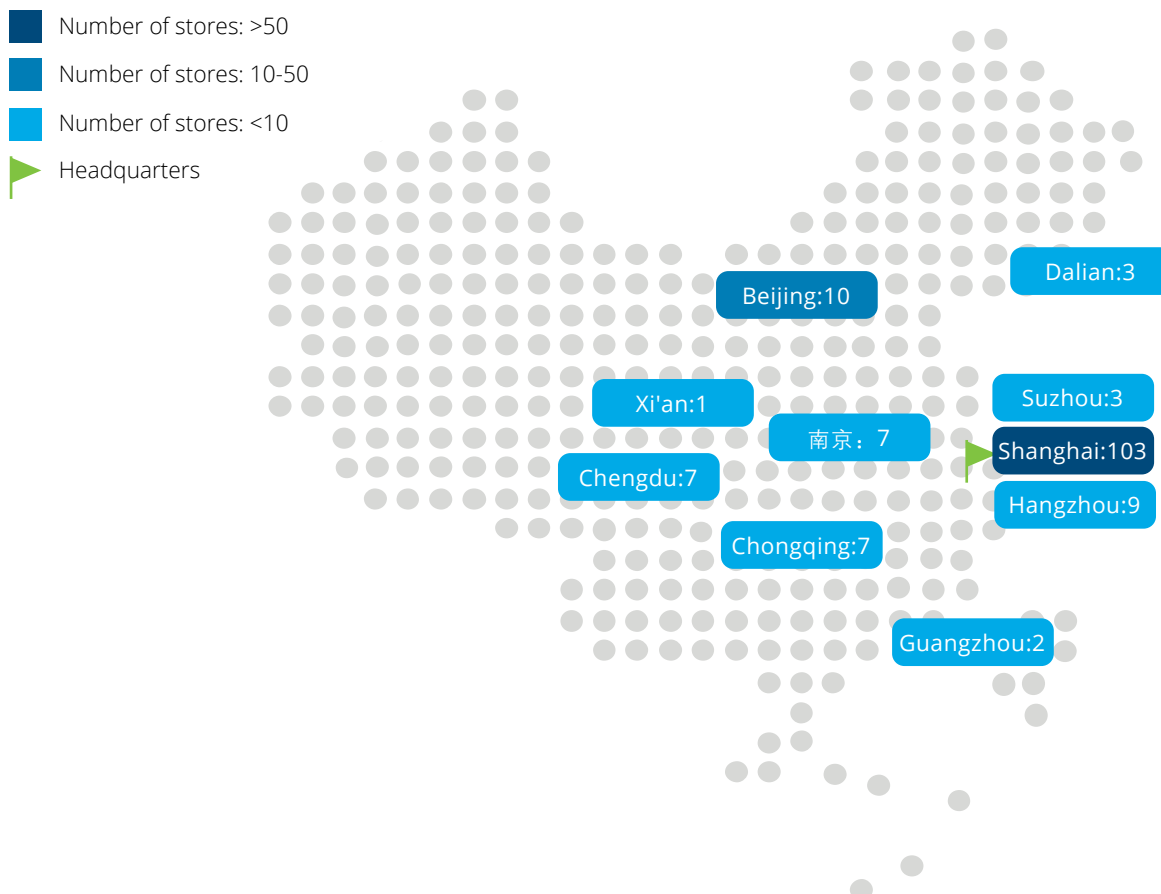 Number of stores: >50
Number of stores: 10-50
Number of stores: <10
Headquarters
Dalian:3
Beijing:10
Xi'an:1
Suzhou:3
南京：7
Shanghai:103
Chengdu:7
Hangzhou:9
Chongqing:7
Guangzhou:2